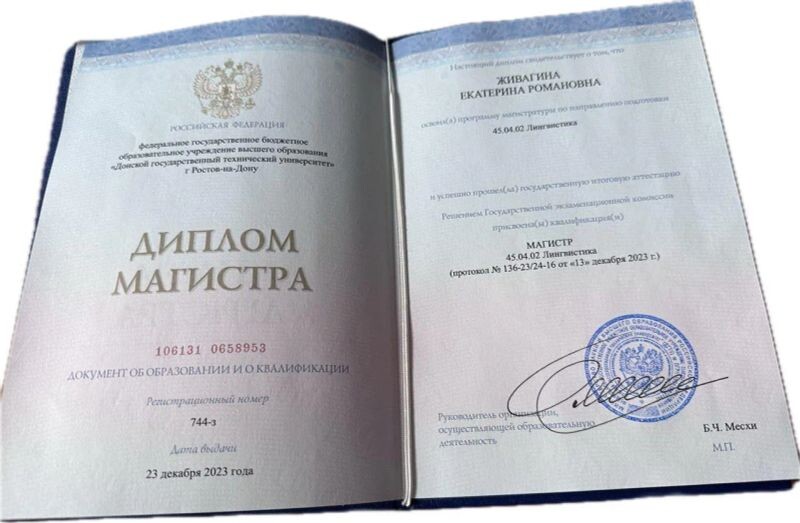 РОССИЙСКАЯ ФЕДЕРАЦИЯ
федеральное государственное бюджетное
образовательное учреждение высшего образования
«Донской государственный технический университет»
г Ростов-на-Дону
ДИПЛОМ
МАГИСТРА
106131 0658953
ДОКУМЕНТ ОБ ОБРАЗОВАНИИ И О КВАЛИФИКАЦИИ
Регистрационный номер
744-з
Дата выдачи
23 декабря 2023 года
Настоящий диплом свидетельствует о том, что
ЖИВАГИНА
ЕКАТЕРИНА РОМАНОВНА
освоил(а) программу магистратуры по направлению подготовки
45.04.02 Лингвистика
и успешно прошел(ла) государственную итоговую аттестацию
Решением Государственной экзаменационной комиссии
присвоена(ы) квалификация(и)
МАГИСТР
45.04.02 Лингвистика
(протокол № 136-23/24-16 от «13» декабря 2023 г.)
Руководитель организации,
осуществляющей образовательную
деятельность
Б.Ч. Месхи
М.П.